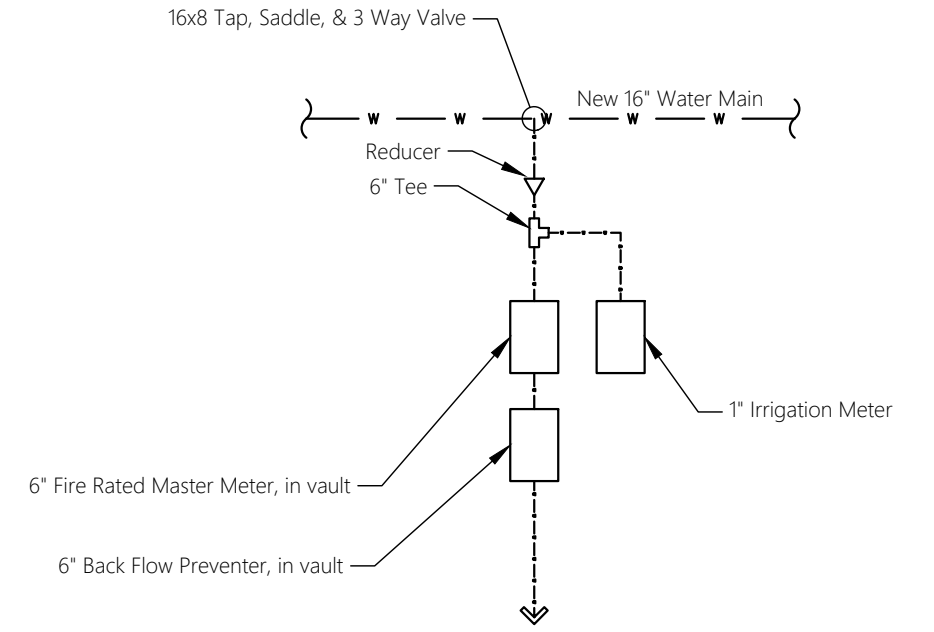 16x8 Tap, Saddle, & 3 Way Valve
New 16" Water Main
W W W W W
Reducer
6" Tee
1" Irrigation Meter
6" Fire Rated Master Meter, in vault
6" Back Flow Preventer, in vault